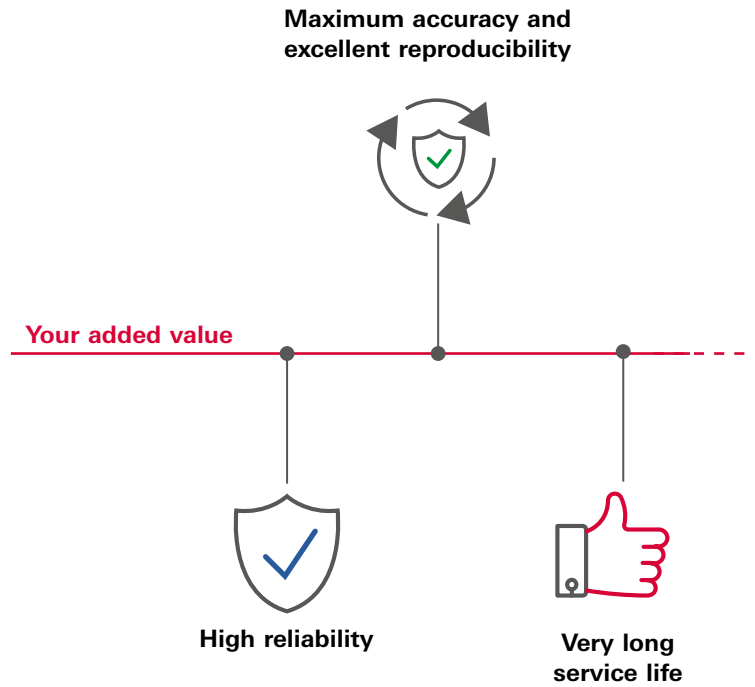 Maximum accuracy and
excellent reproducibility
Your added value
High reliability
Very long
service life